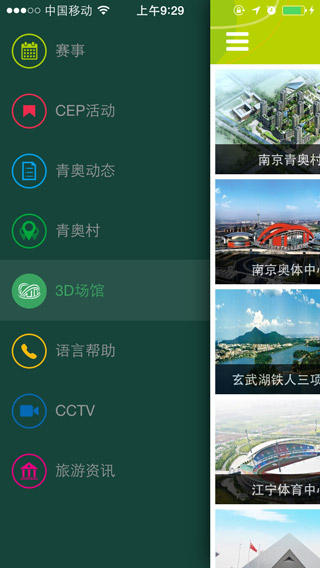 中国移动 上午9:29
赛事
CEP活动
青奥动态
青奥村
3D场馆
语言帮助
CCTV
旅游资讯
南京青奥村
南京奥体中
玄武湖铁人三项
江宁体育中